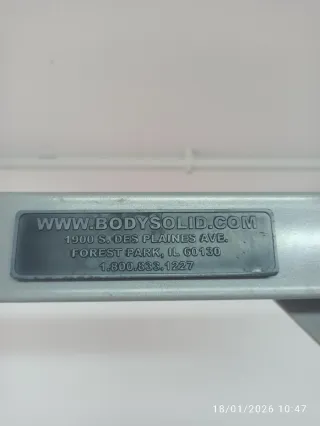 WWW.BODYSOLID.COM
1900 S. DES PLAINES AVE.
FOREST PARK, IL 60130
1.800.833.1227
18/01/2026 10:47